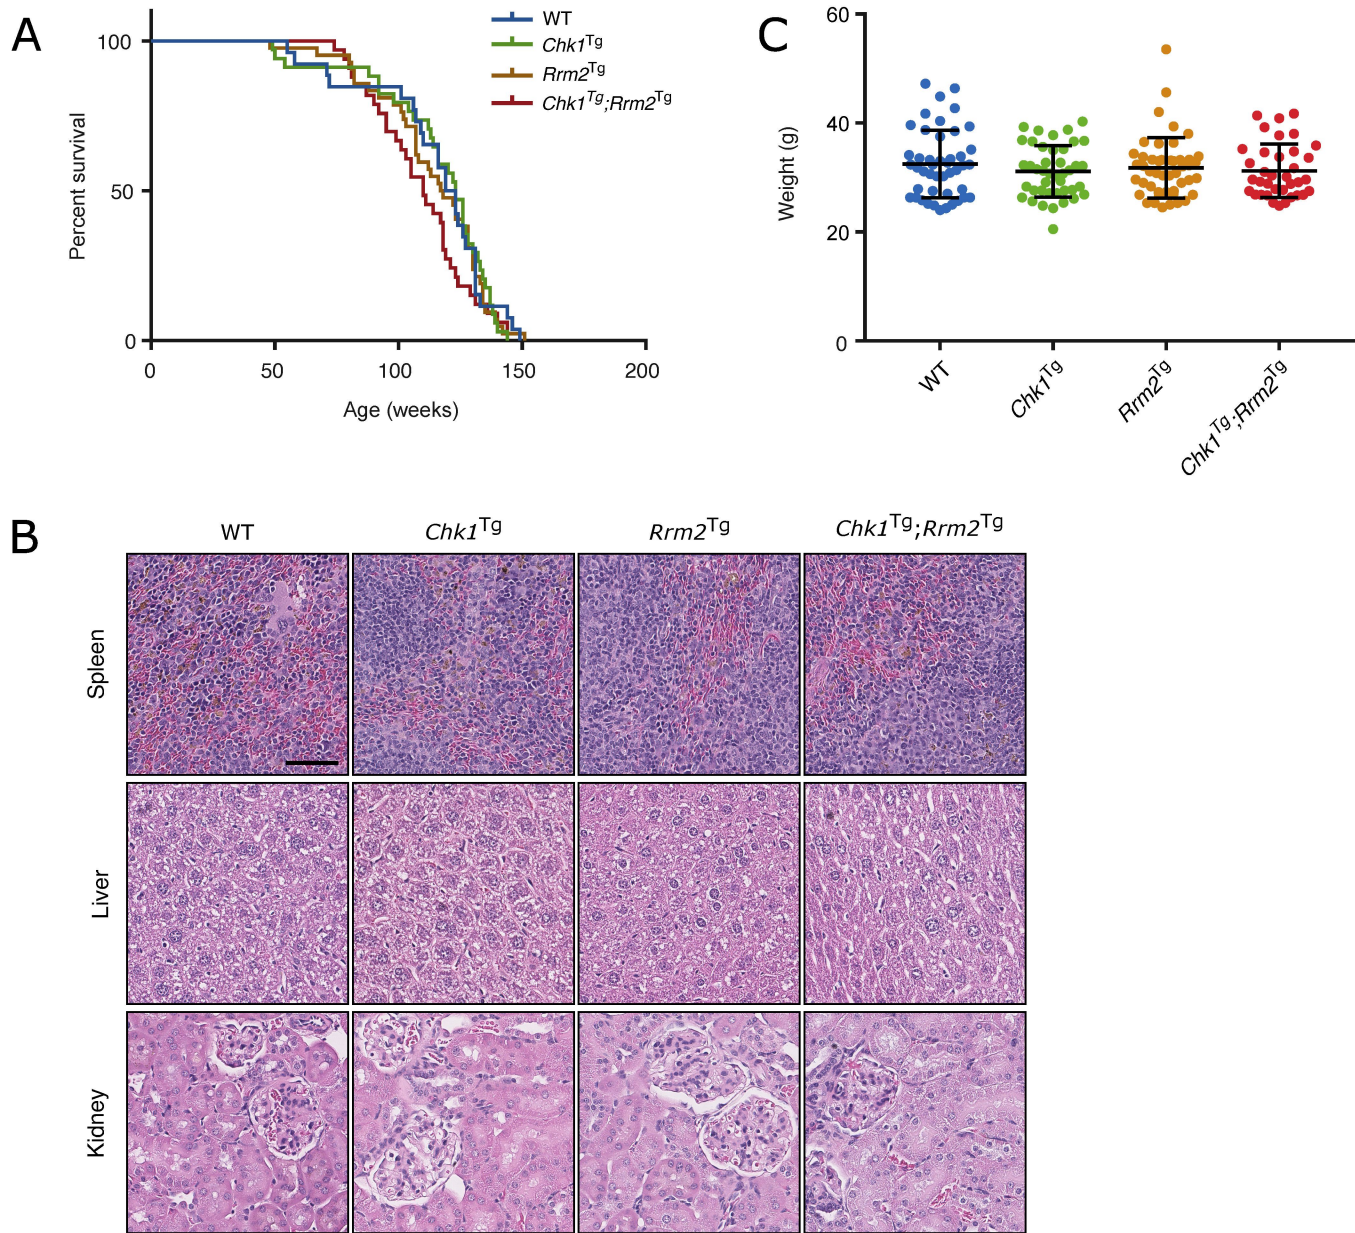 A
100
50
0
Percent survival
0 50 100 150 200
Age (weeks)
WT
Chk1Tg
Rrm2Tg
Chk1Tg;Rrm2Tg
C
60
40
20
0
Weight (g)
WT
Chk1Tg
Rrm2Tg
Chk1Tg;Rrm2Tg
B
WT Chk1Tg Rrm2Tg Chk1Tg;Rrm2Tg
Spleen
Liver
Kidney